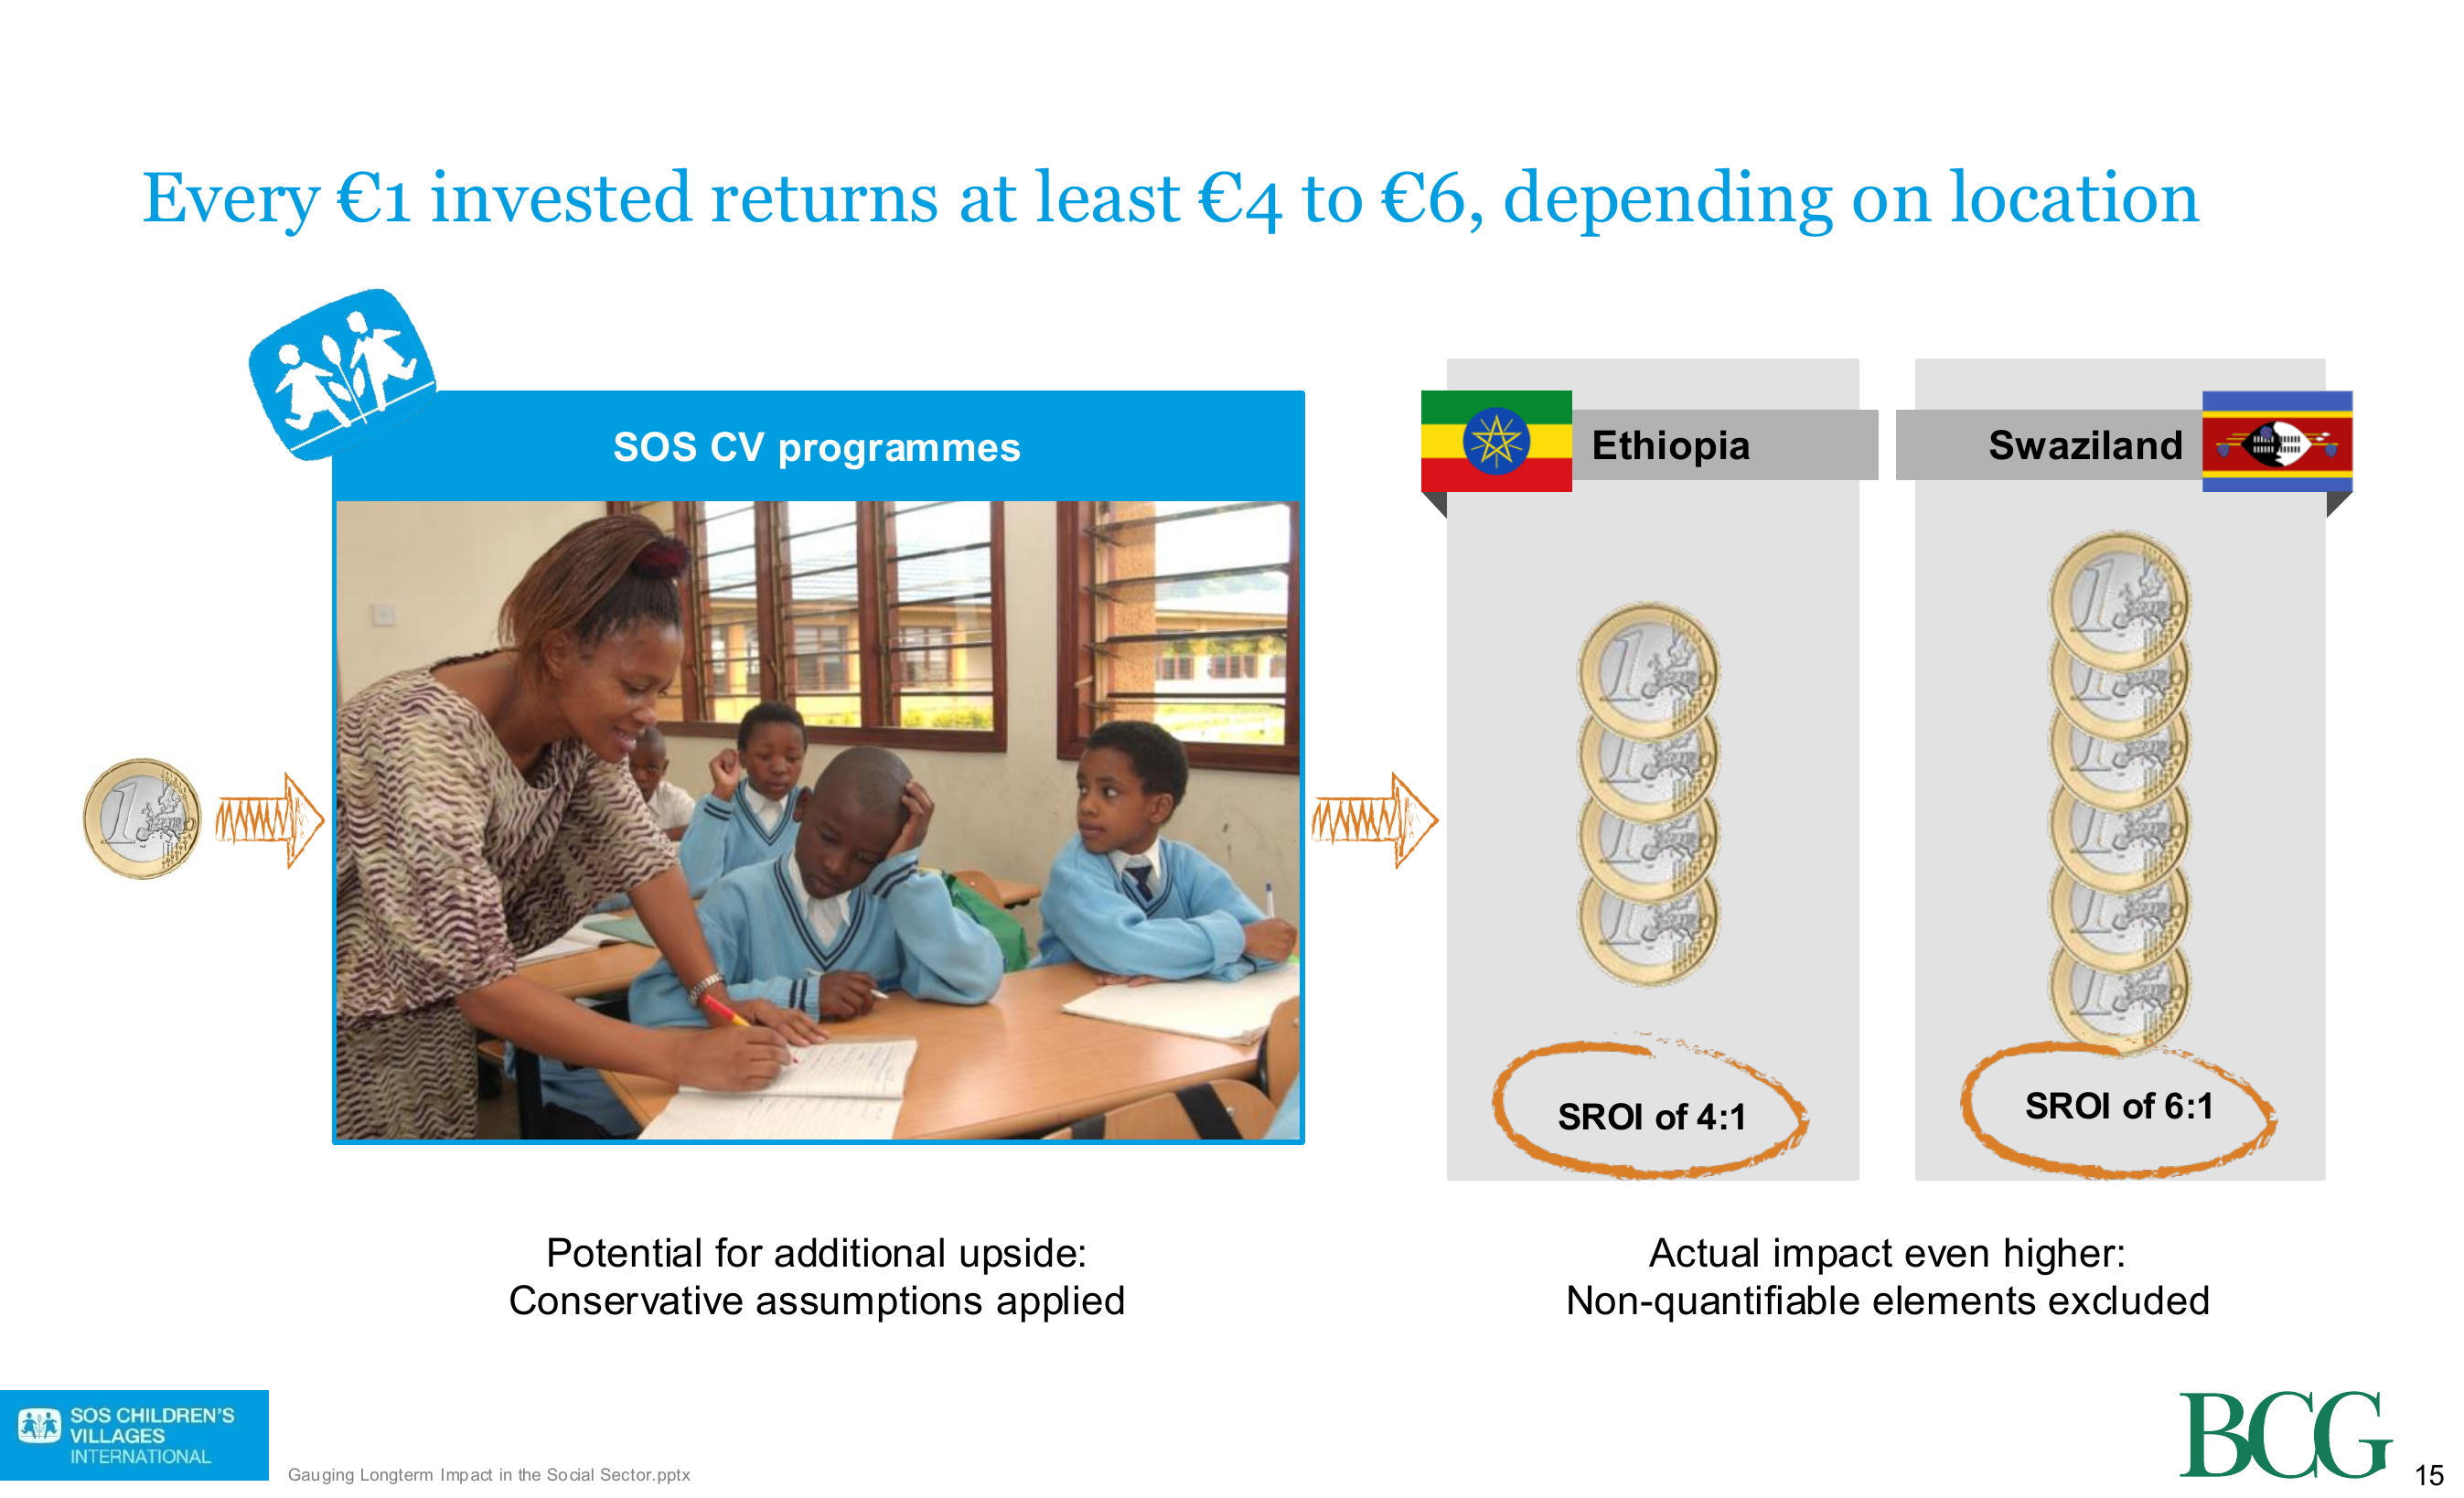 Every €1 invested returns at least €4 to €6, depending on location
SOS CV programmes
Ethiopia
Swaziland
SROI of 4:1
SROI of 6:1
Potential for additional upside:
Conservative assumptions applied
Actual impact even higher:
Non-quantifiable elements excluded
SOS CHILDREN'S
VILLAGES
INTERNATIONAL
Gauging Longterm Impact in the Social Sector.pptx
BCG
15